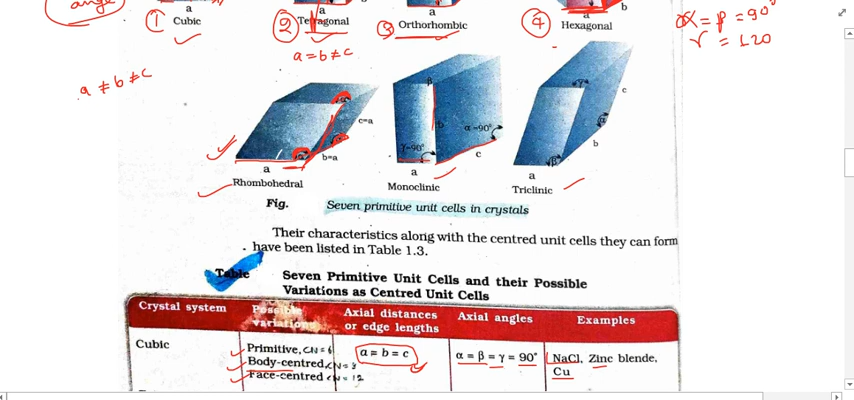 angle
a
a
a
b
① Cubic
② Tetragonal
③ Orthorhombic
④ Hexagonal
α = β = 90°
γ = 120
a = b ≠ c
a ≠ b ≠ c
c=a
b=a
a
Rhombohedral
β
b
α=90°
γ=90°
c
a
Monoclinic
γ
c
α
b
β
a
Triclinic
Fig. Seven primitive unit cells in crystals
Their characteristics along with the centred unit cells they can form
have been listed in Table 1.3.
Table Seven Primitive Unit Cells and their Possible
Variations as Centred Unit Cells
Crystal system Possible variations Axial distances or edge lengths Axial angles Examples
Cubic
Primitive, CN = 6
Body-centred, CN = 8
Face-centred CN = 12
a = b = c
α = β = γ = 90°
NaCl, Zinc blende,
Cu